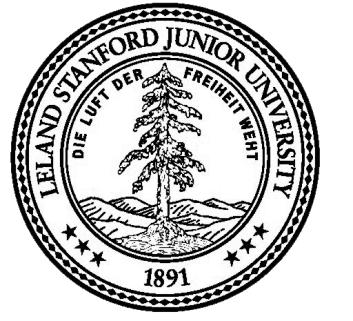 LELAND STANFORD JUNIOR UNIVERSITY
DIE LUFT DER FREIHEIT WEHT
1891